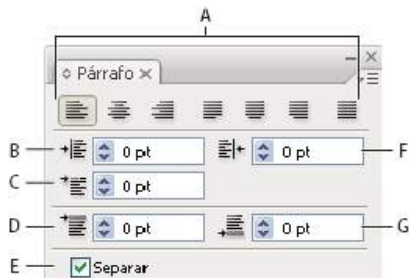 A
Párrafo
B 0 pt 0 pt F
C 0 pt
D 0 pt 0 pt G
E Separar